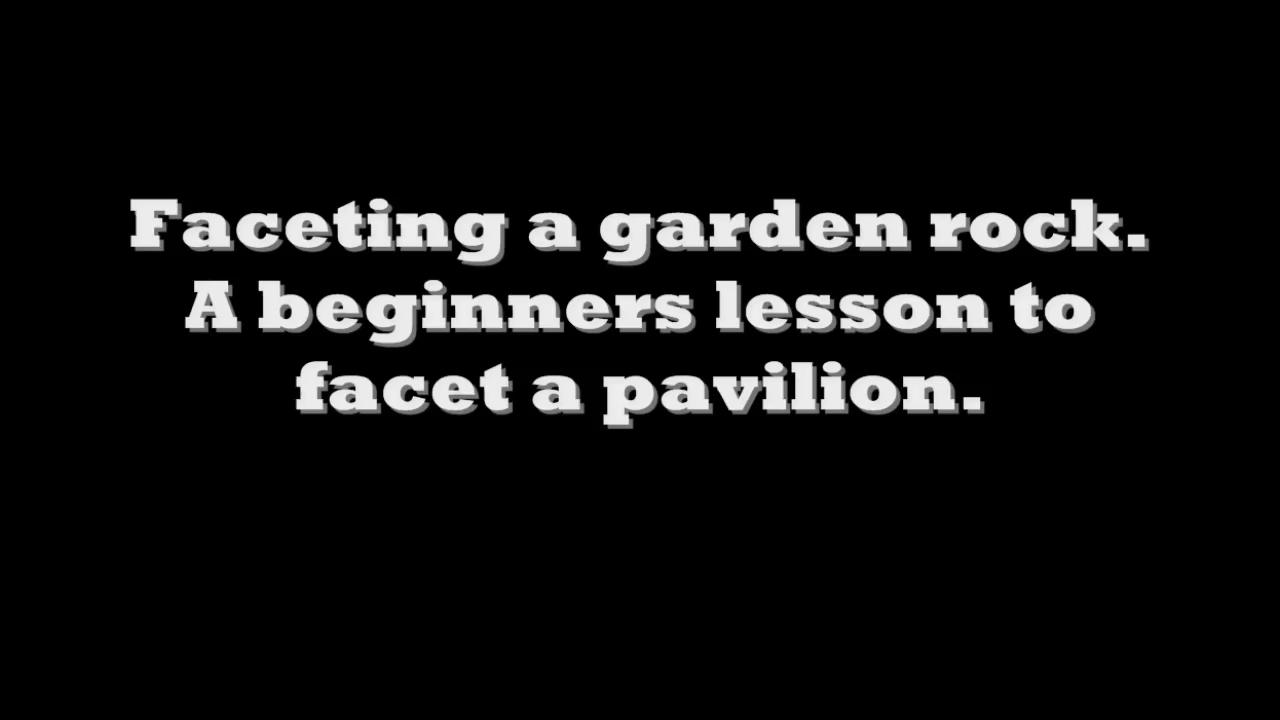 Faceting a garden rock.
A beginners lesson to
facet a pavilion.